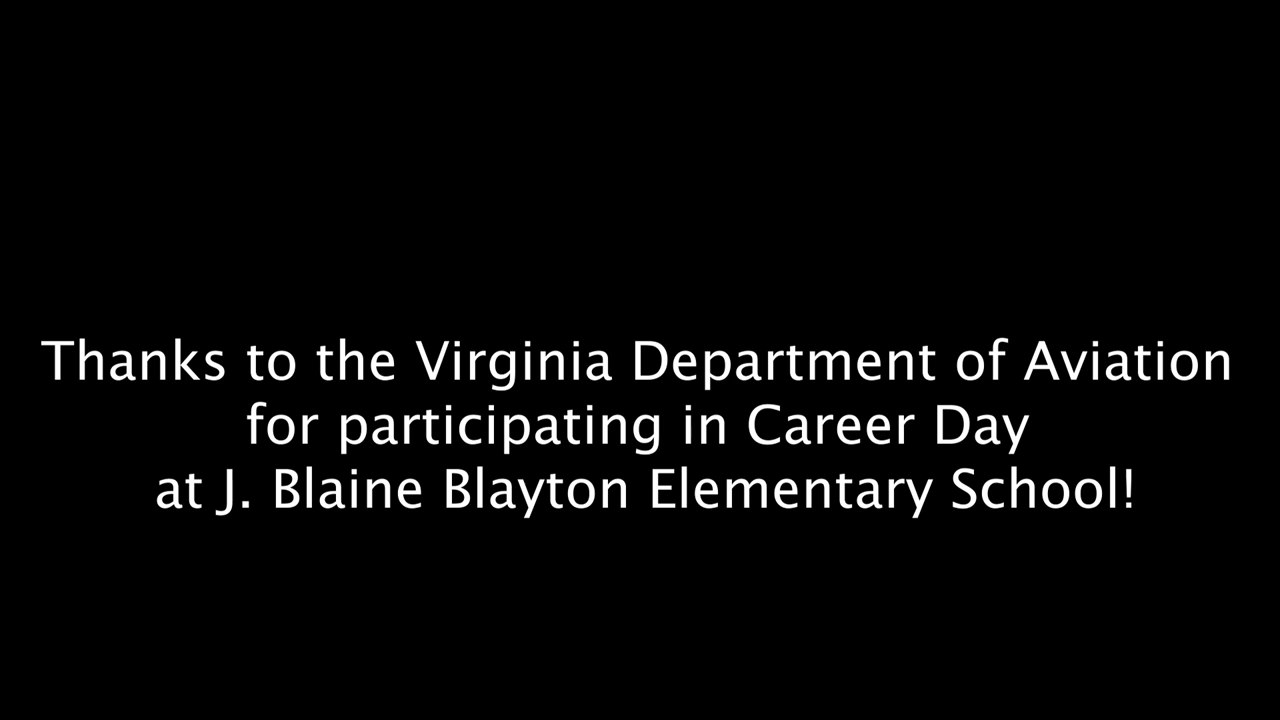 Thanks to the Virginia Department of Aviation
for participating in Career Day
at J. Blaine Blayton Elementary School!